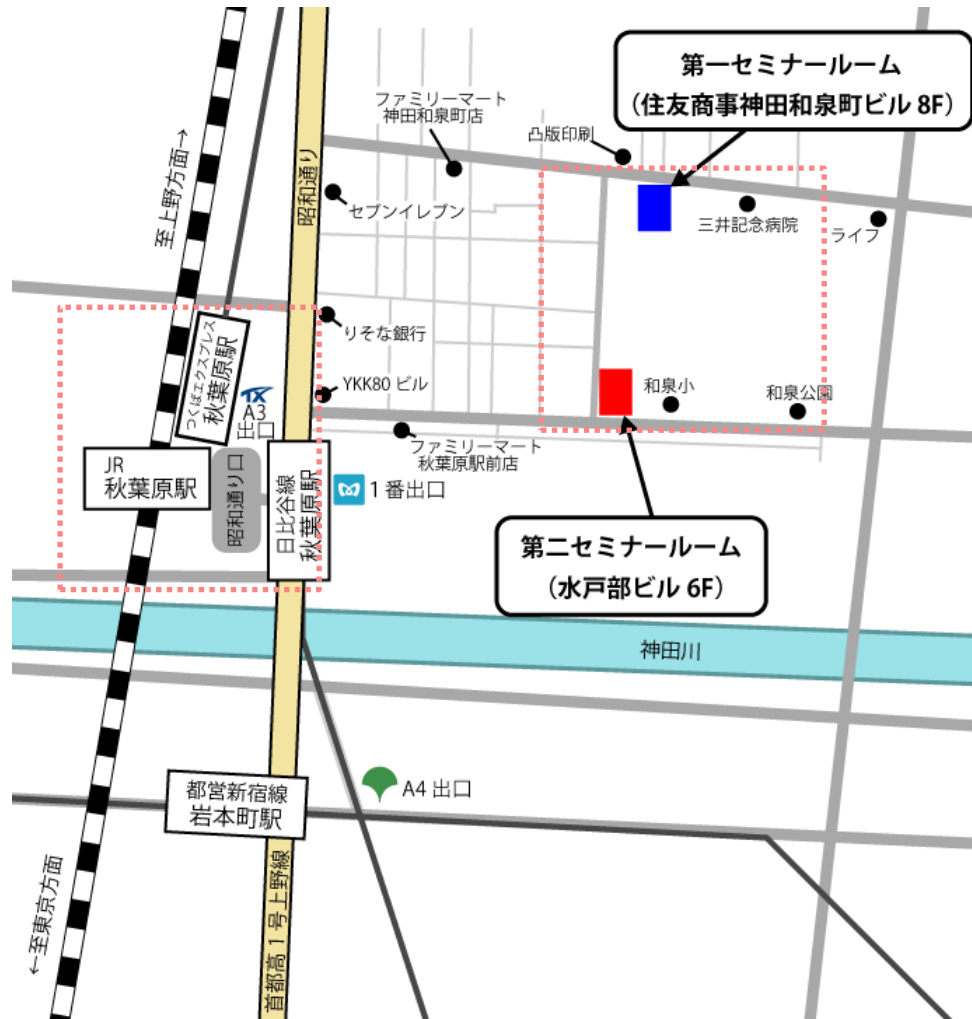 第一セミナールーム
（住友商事神田和泉町ビル 8F）
ファミリーマート
神田和泉町店
凸版印刷
昭和通り
至上野方面→
セブンイレブン
三井記念病院
ライフ
りそな銀行
つくばエクスプレス
秋葉原駅
TX
A3
出口
YKK80 ビル
和泉小
和泉公園
ファミリーマート
秋葉原駅前店
JR
秋葉原駅
昭和通り口
日比谷線
秋葉原駅
1 番出口
第二セミナールーム
（水戸部ビル 6F）
神田川
都営新宿線
岩本町駅
A4 出口
首都高 1 号上野線
←至東京方面